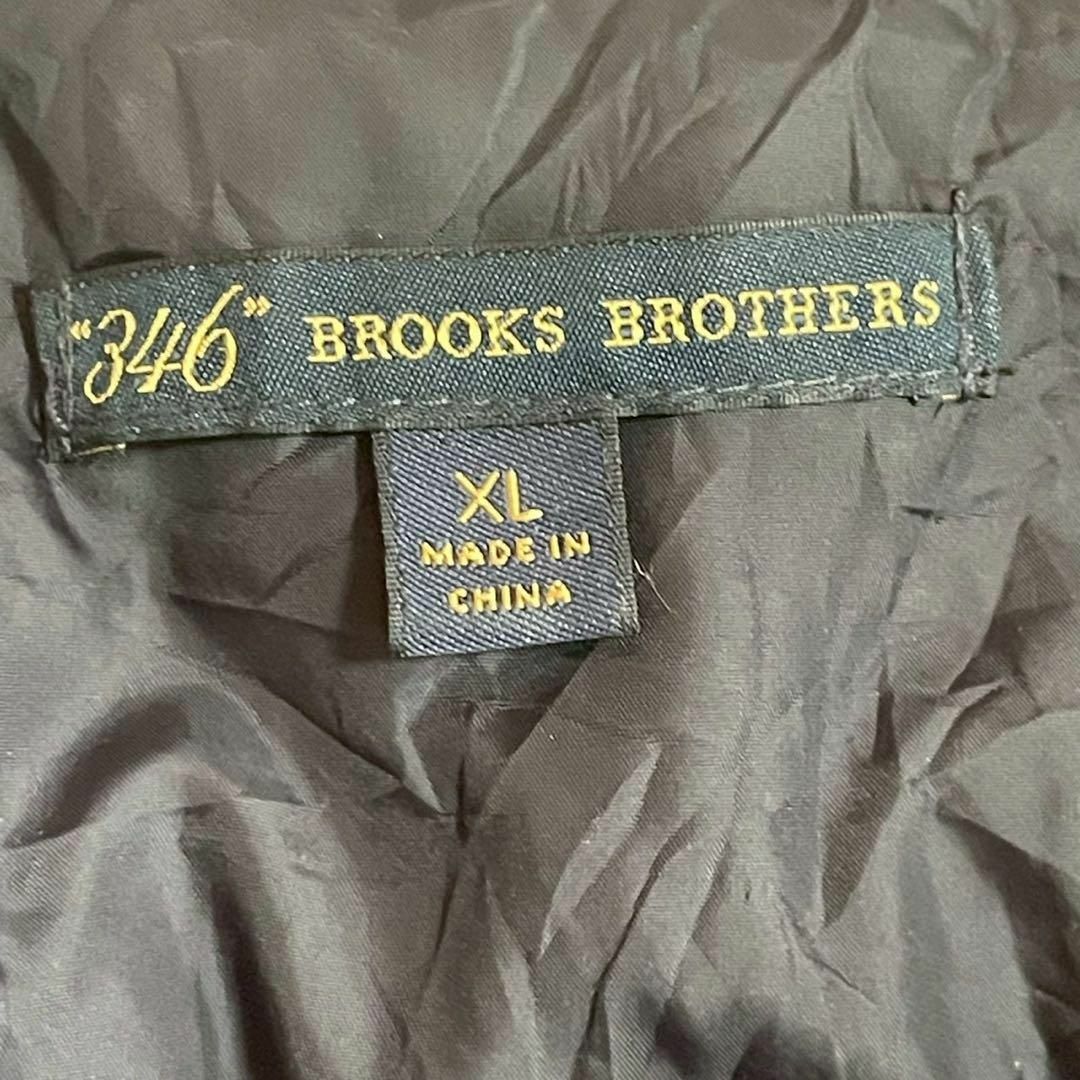 "346" BROOKS BROTHERS
XL
MADE IN
CHINA